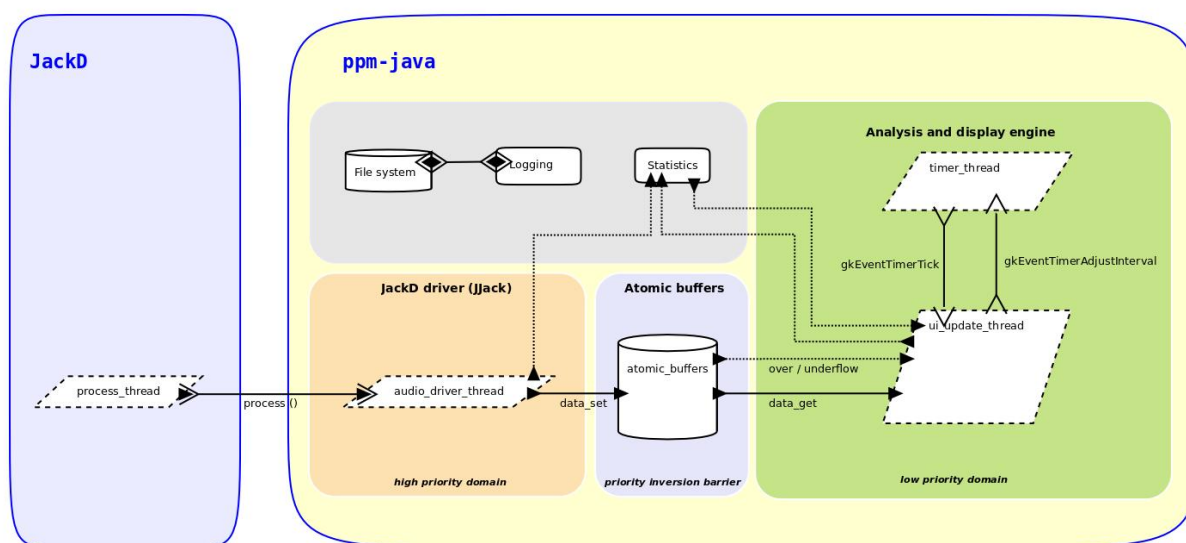 JackD
ppm-java
Analysis and display engine
File system
Logging
Statistics
timer_thread
gkEventTimerTick
gkEventTimerAdjustInterval
JackD driver (JJack)
Atomic buffers
ui_update_thread
process_thread
process ()
audio_driver_thread
data_set
atomic_buffers
over / underflow
data_get
high priority domain
priority inversion barrier
low priority domain